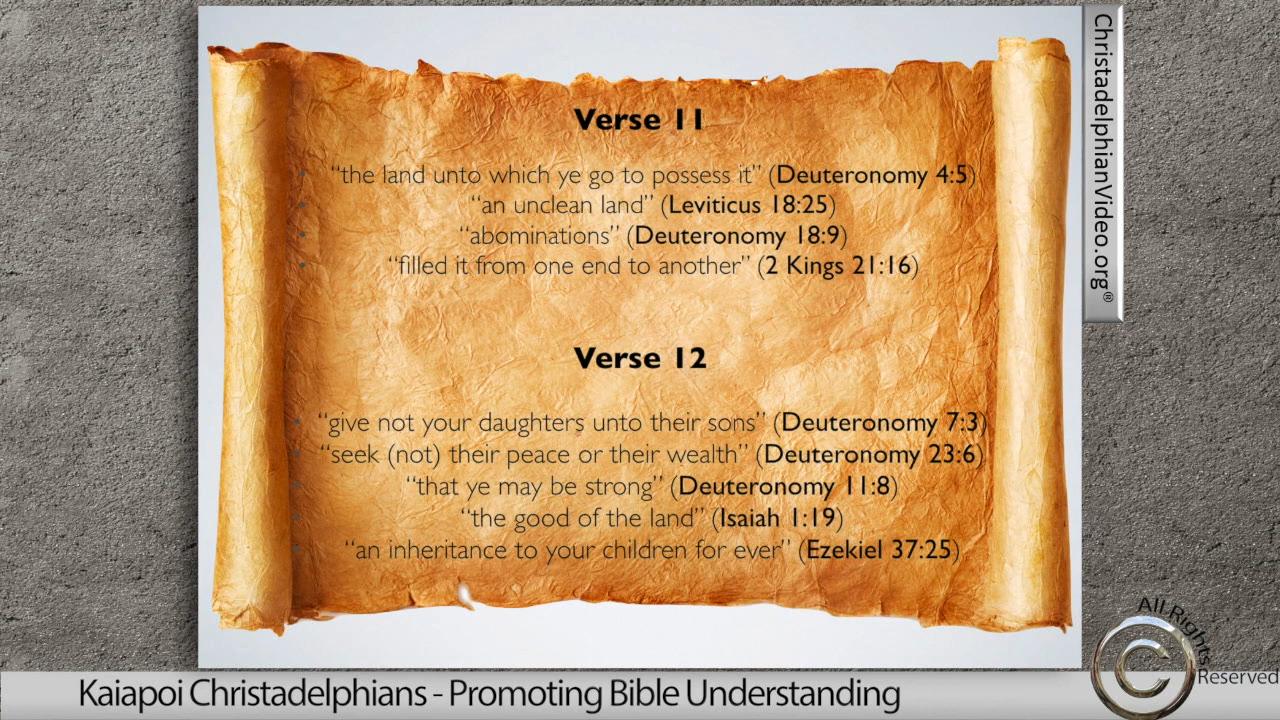 Verse 11
• “the land unto which ye go to possess it” (Deuteronomy 4:5)
• “an unclean land” (Leviticus 18:25)
• “abominations” (Deuteronomy 18:9)
• “filled it from one end to another” (2 Kings 21:16)
Verse 12
• “give not your daughters unto their sons” (Deuteronomy 7:3)
• “seek (not) their peace or their wealth” (Deuteronomy 23:6)
• “that ye may be strong” (Deuteronomy 11:8)
• “the good of the land” (Isaiah 1:19)
• “an inheritance to your children for ever” (Ezekiel 37:25)
ChristadelphianVideo.org®
Kaiapoi Christadelphians - Promoting Bible Understanding
All Rights
©
Reserved